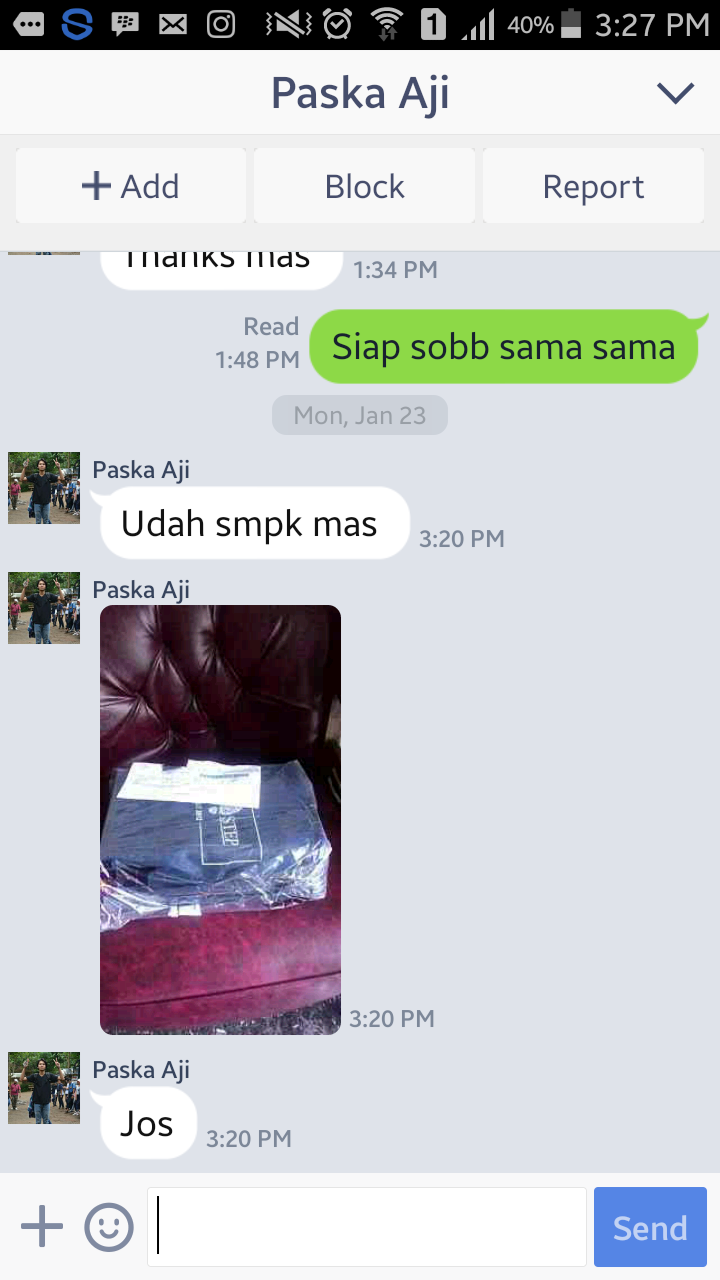 1 40% 3:27 PM
Paska Aji
+ Add Block Report
Thanks mas
1:34 PM
Read
1:48 PM
Siap sobb sama sama
Mon, Jan 23
Paska Aji
Udah smpk mas
3:20 PM
Paska Aji
STEP
3:20 PM
Paska Aji
Jos
3:20 PM
Send